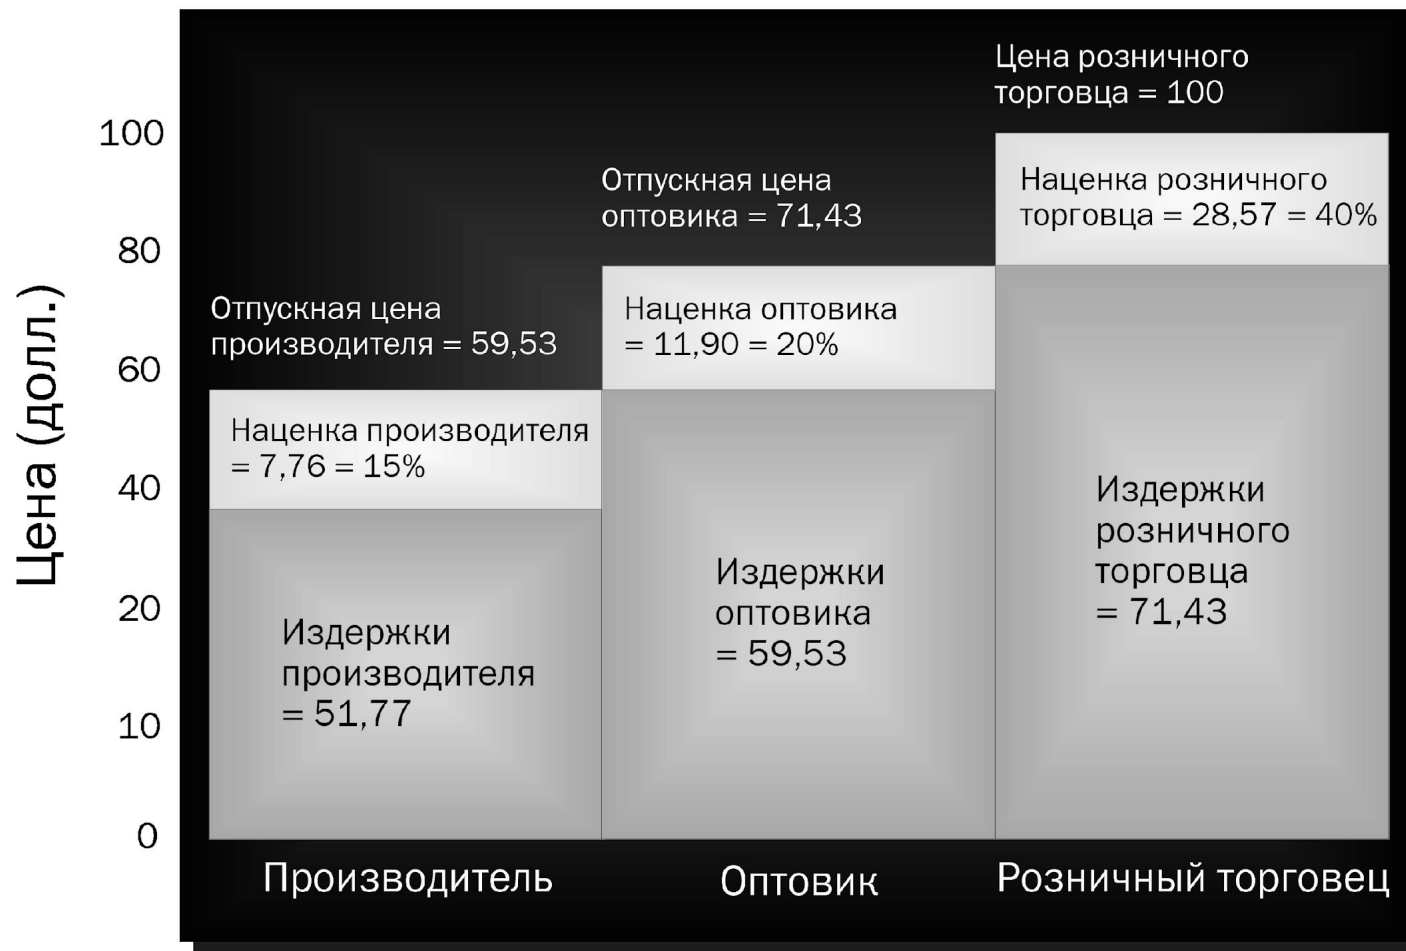 Цена (долл.)
100
80
60
40
20
10
0
Отпускная цена
производителя = 59,53
Наценка производителя
= 7,76 = 15%
Издержки
производителя
= 51,77
Производитель
Отпускная цена
оптовика = 71,43
Наценка оптовика
= 11,90 = 20%
Издержки
оптовика
= 59,53
Оптовик
Цена розничного
торговца = 100
Наценка розничного
торговца = 28,57 = 40%
Издержки
розничного
торговца
= 71,43
Розничный торговец